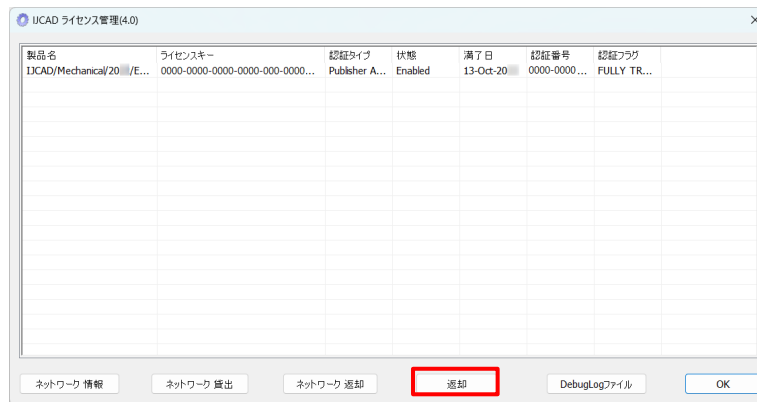 IJCAD ライセンス管理(4.0)
製品名 ライセンスキー 認証タイプ 状態 満了日 認証番号 認証フラグ
IJCAD/Mechanical/20 /E... 0000-0000-0000-0000-000-0000... Publisher A... Enabled 13-Oct-20 0000-0000 ... FULLY TR...
ネットワーク 情報 ネットワーク 貸出 ネットワーク 返却 返却 DebugLogファイル OK